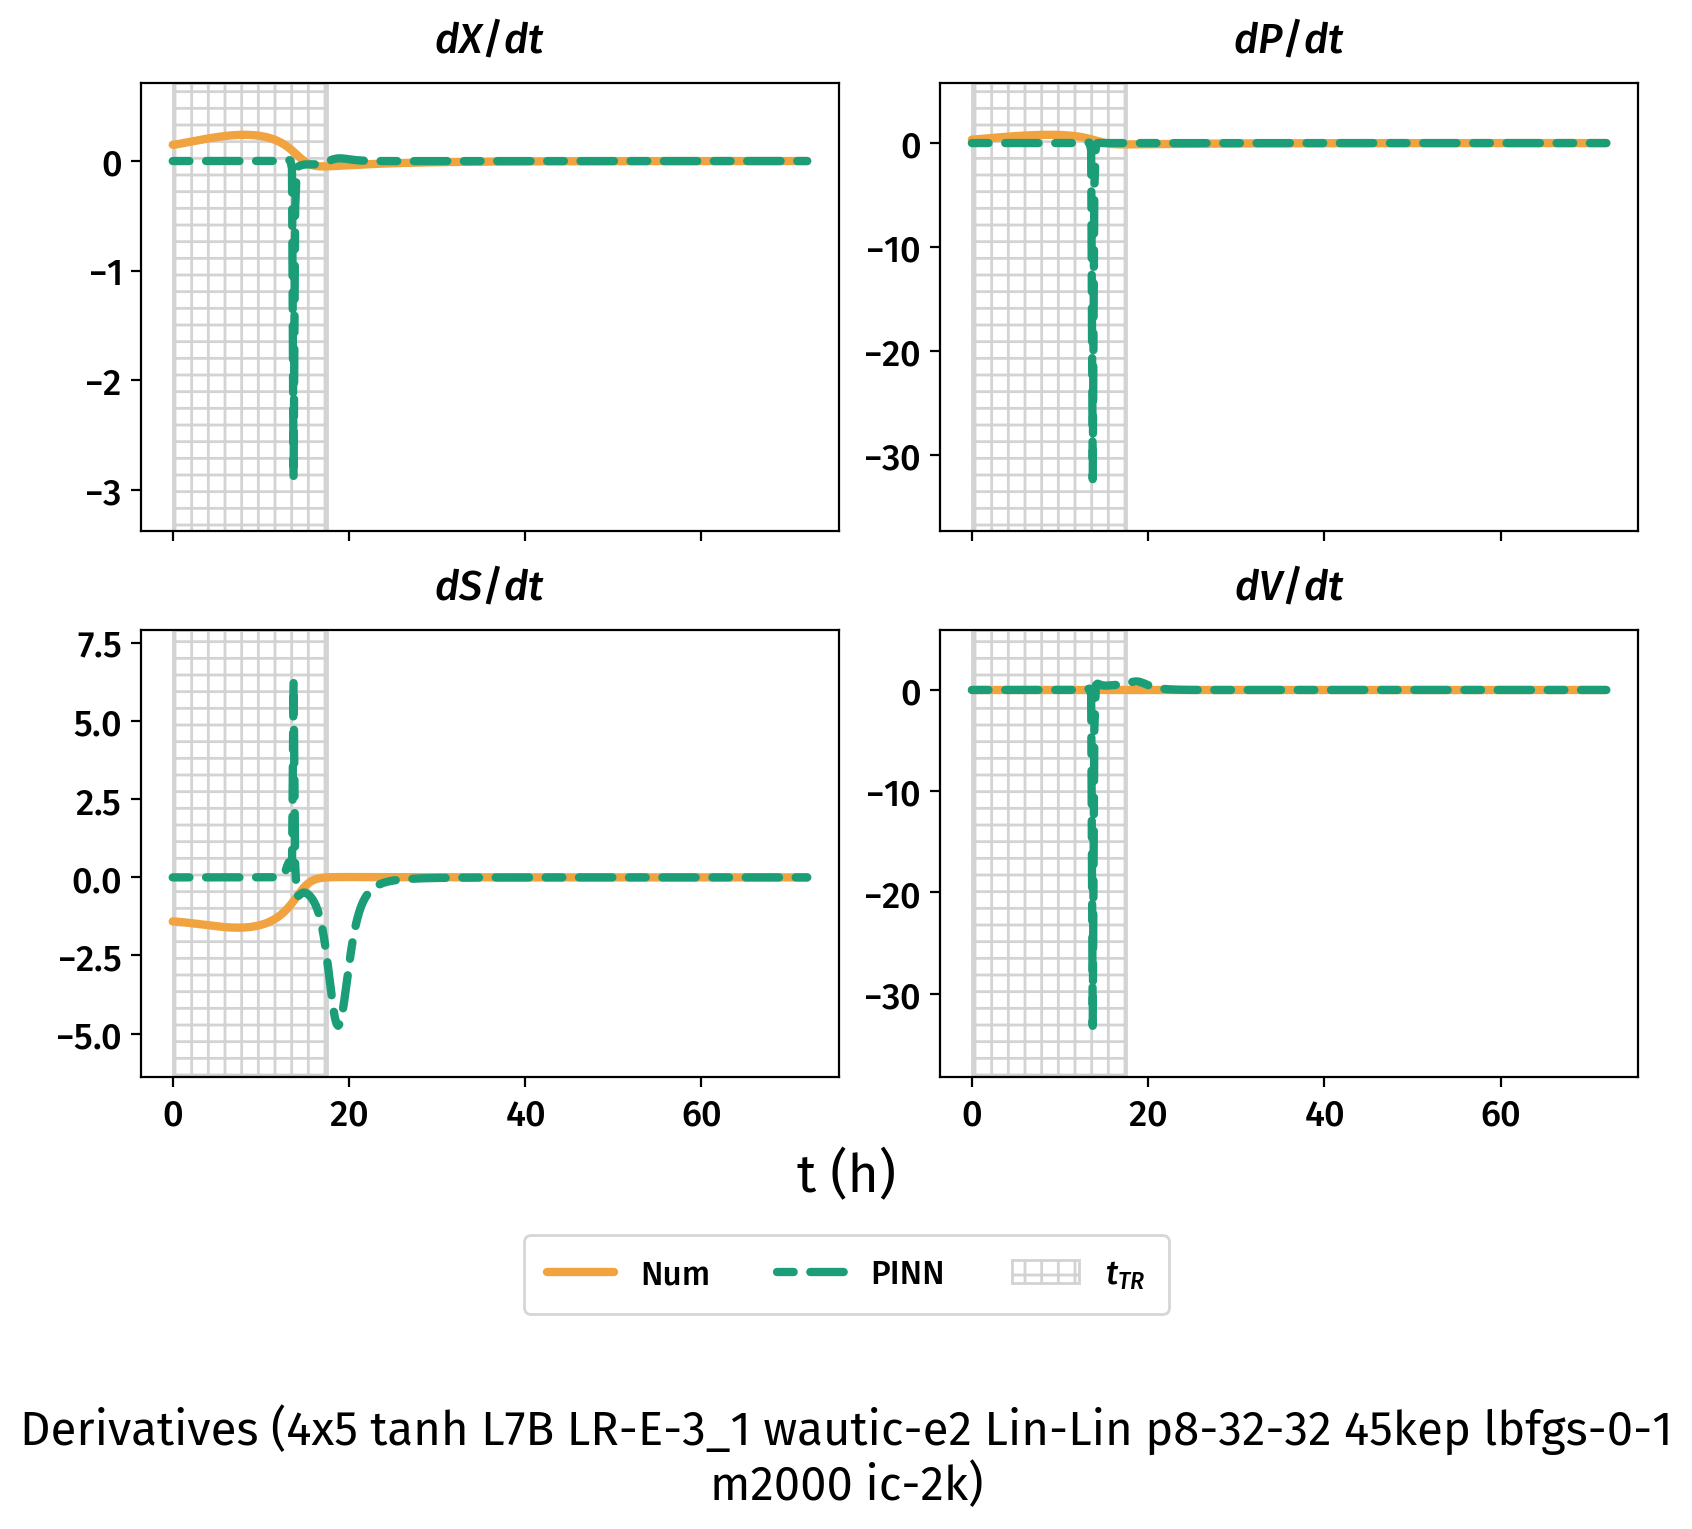 dX/dt
dP/dt
0
−1
−2
−3
0
−10
−20
−30
dS/dt
dV/dt
7.5
5.0
2.5
0.0
−2.5
−5.0
0
−10
−20
−30
0 20 40 60
0 20 40 60
t (h)
Num PINN tTR
Derivatives (4x5 tanh L7B LR-E-3_1 wautic-e2 Lin-Lin p8-32-32 45kep lbfgs-0-1
m2000 ic-2k)